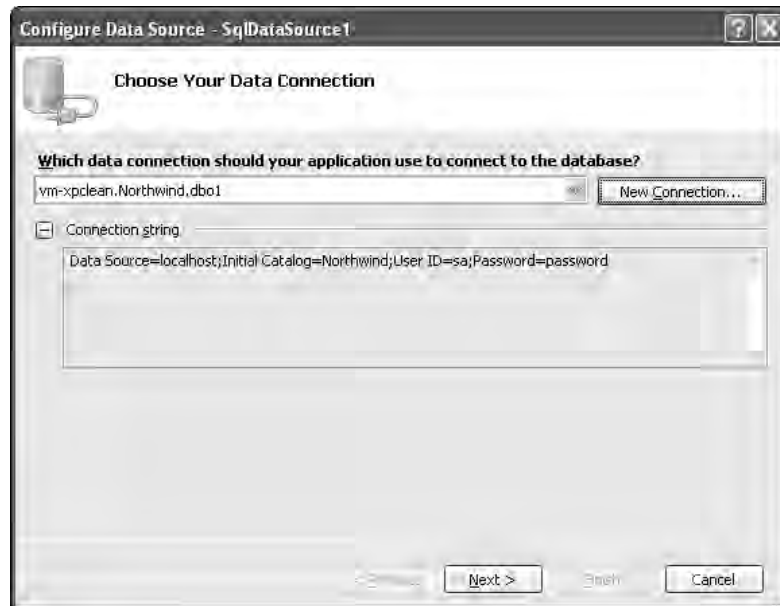 Configure Data Source - SqlDataSource1
Choose Your Data Connection
Which data connection should your application use to connect to the database?
vm-xpclean.Northwind.dbo1
New Connection...
Connection string
Data Source=localhost;Initial Catalog=Northwind;User ID=sa;Password=password
< Previous Next > Finish Cancel